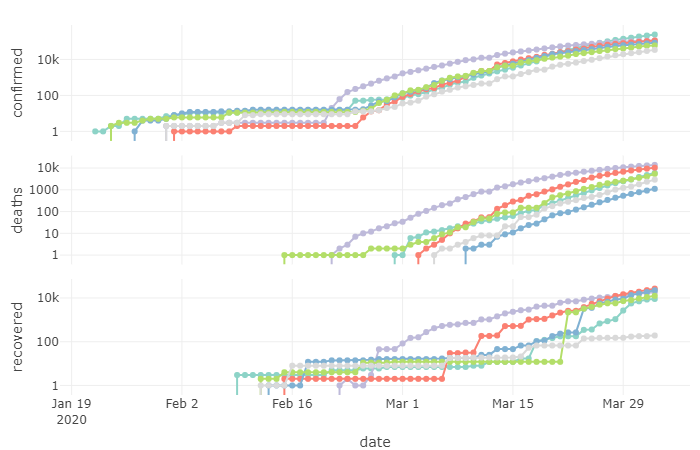 confirmed
10k
100
1
deaths
10k
1000
100
10
1
recovered
10k
100
1
Jan 19
2020
Feb 2
Feb 16
Mar 1
Mar 15
Mar 29
date